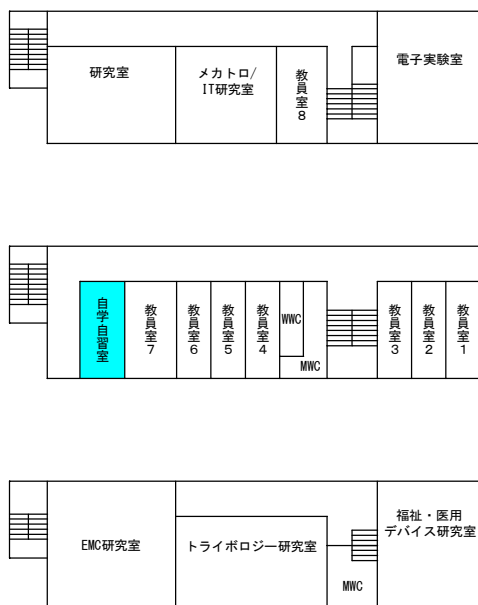 研究室
メカトロ/
IT研究室
教員室8
電子実験室
自学自習室
教員室7
教員室6
教員室5
教員室4
WWC
MWC
教員室3
教員室2
教員室1
EMC研究室
トライボロジー研究室
MWC
福祉・医用
デバイス研究室